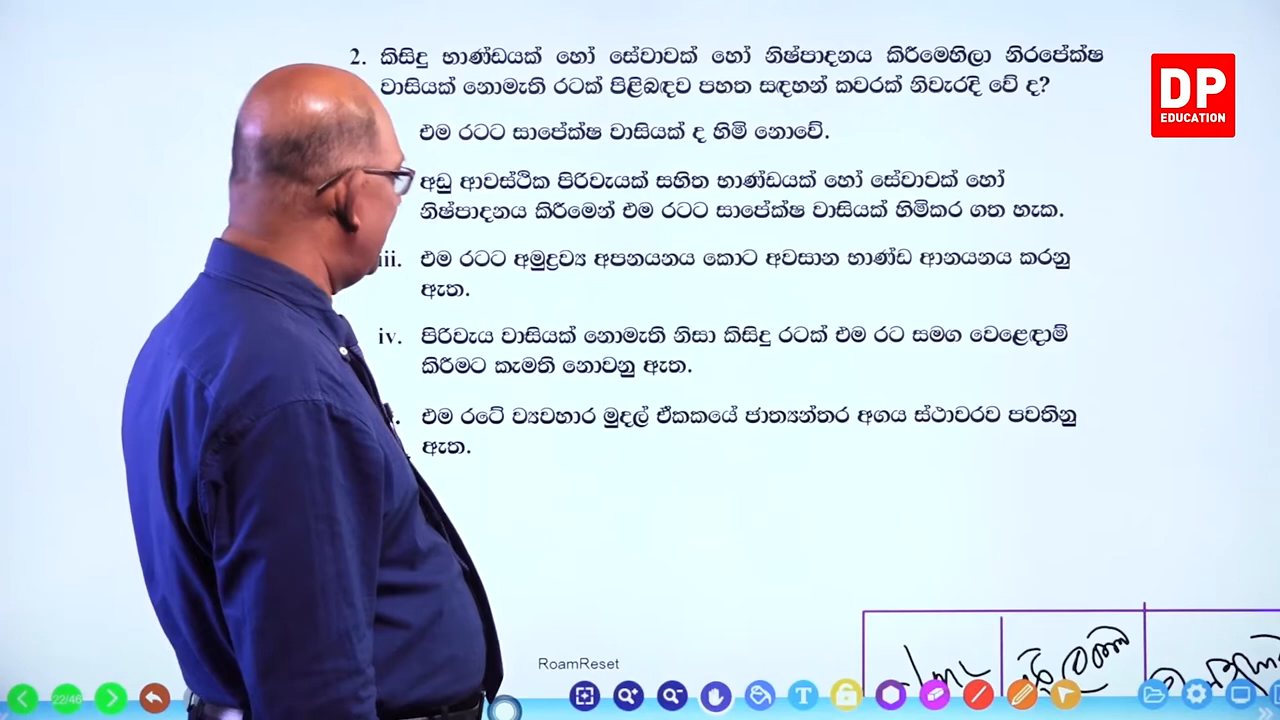 2. කිසිදු භාණ්ඩයක් හෝ සේවාවක් හෝ නිෂ්පාදනය කිරීමෙහිලා නිරපේක්ෂ
වාසියක් නොමැති රටක් පිළිබඳව පහත සඳහන් කවරක් නිවැරදි වේ ද?
DP
EDUCATION
එම රටට සාපේක්ෂ වාසියක් ද හිමි නොවේ.
අඩු ආවස්ථික පිරිවැයක් සහිත භාණ්ඩයක් හෝ සේවාවක් හෝ
නිෂ්පාදනය කිරීමෙන් එම රටට සාපේක්ෂ වාසියක් හිමිකර ගත හැක.
iii. එම රටට අමුද්‍රව්‍ය අපනයනය කොට අවසාන භාණ්ඩ ආනයනය කරනු
ඇත.
iv. පිරිවැය වාසියක් නොමැති නිසා කිසිදු රටක් එම රට සමග වෙළෙඳාම්
කිරීමට කැමති නොවනු ඇත.
එම රටේ ව්‍යවහාර මුදල් ඒකකයේ ජාත්‍යන්තර අගය ස්ථාවරව පවතිනු
ඇත.
RoamReset
22/46